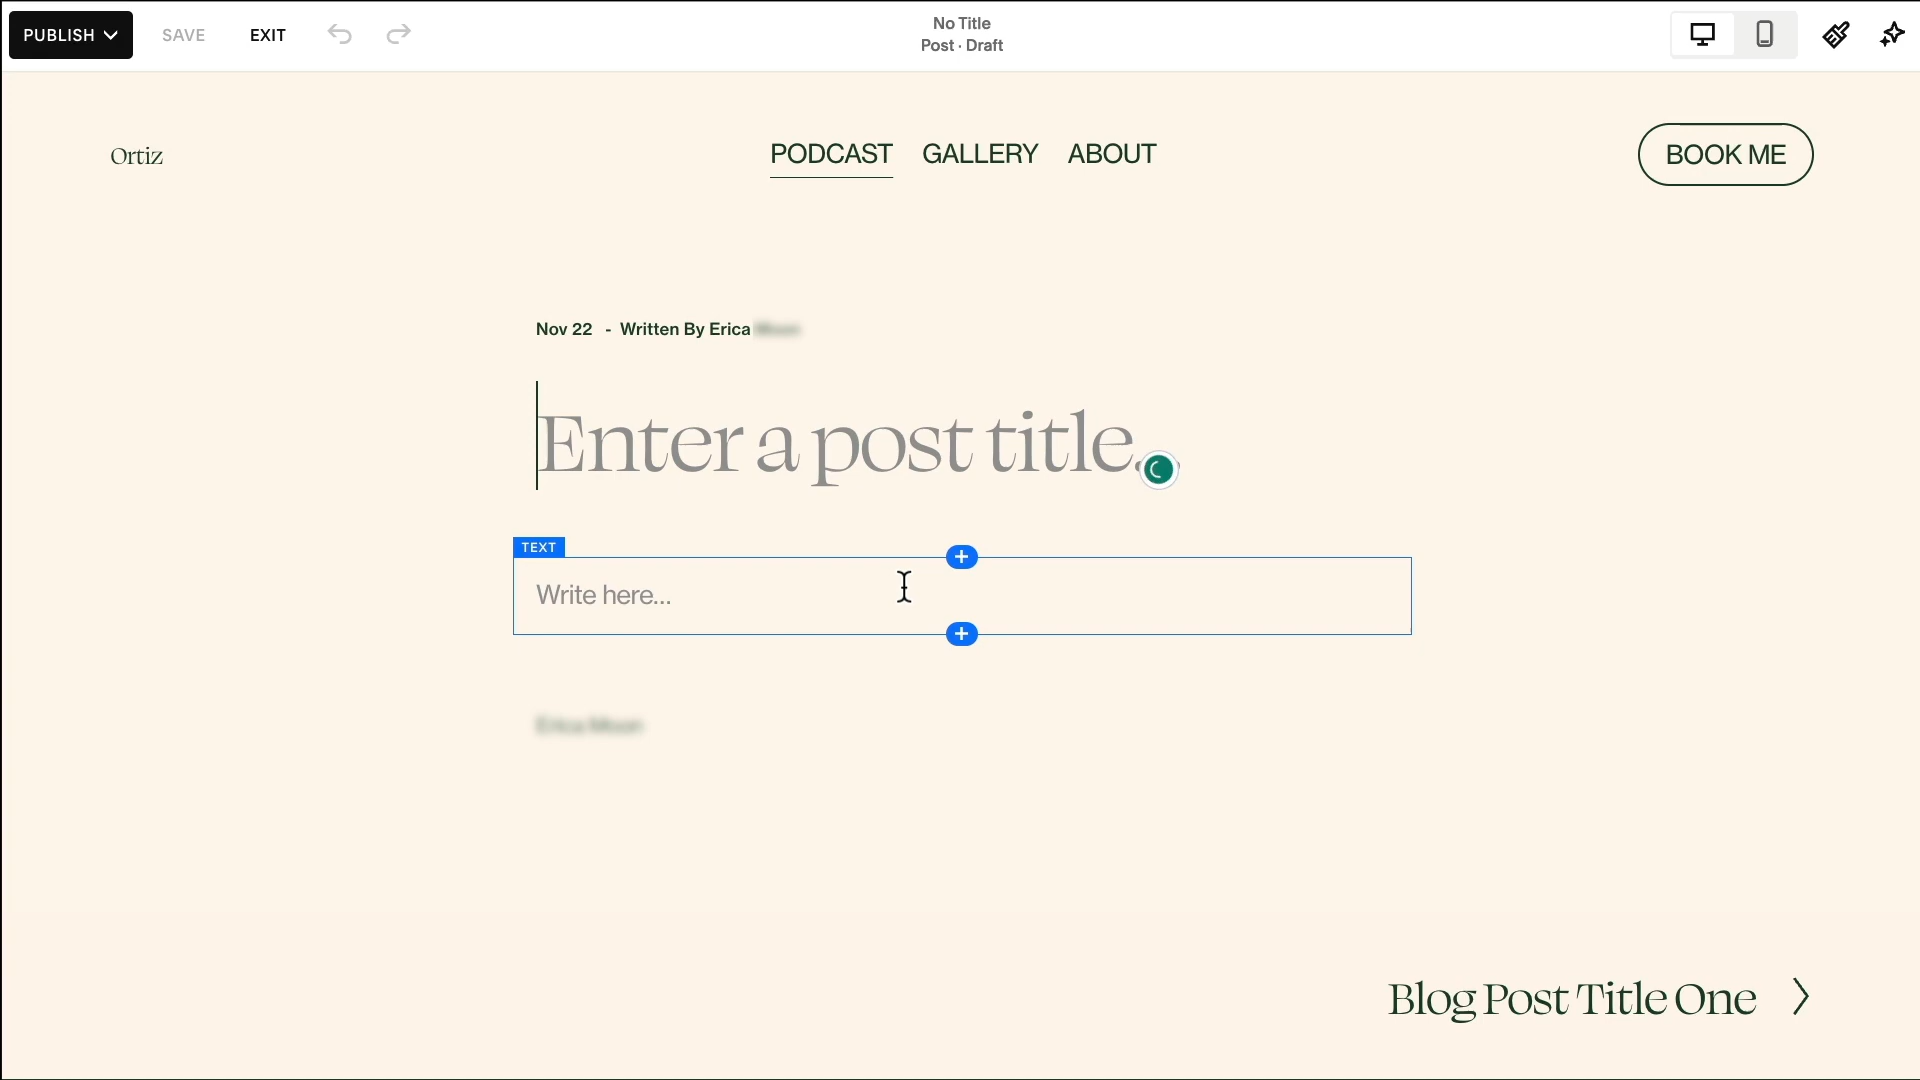 PUBLISH
SAVE
EXIT
No Title
Post · Draft
Ortiz
PODCAST
GALLERY
ABOUT
BOOK ME
Nov 22 - Written By Erica
Enter a post title.
TEXT
Write here...
Blog Post Title One